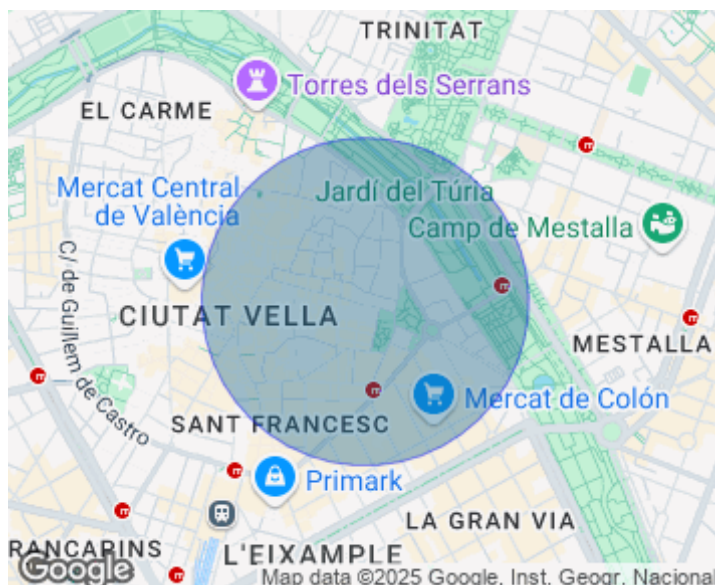 TRINITAT
Torres dels Serrans
EL CARME
Mercat Central
de València
Jardí del Túria
Camp de Mestalla
C/ de Guillem de Castro
CIUTAT VELLA
MESTALLA
Mercat de Colón
SANT FRANCESC
Primark
LA GRAN VIA
RANCAPINS
L'EIXAMPLE
Google
Map data ©2025 Google, Inst. Geogr. Nacional